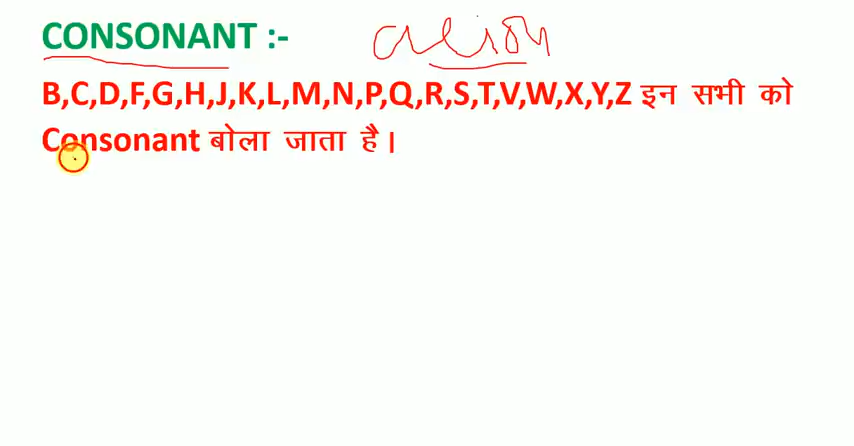 CONSONANT :-
B,C,D,F,G,H,J,K,L,M,N,P,Q,R,S,T,V,W,X,Y,Z इन सभी को
Consonant बोला जाता है।